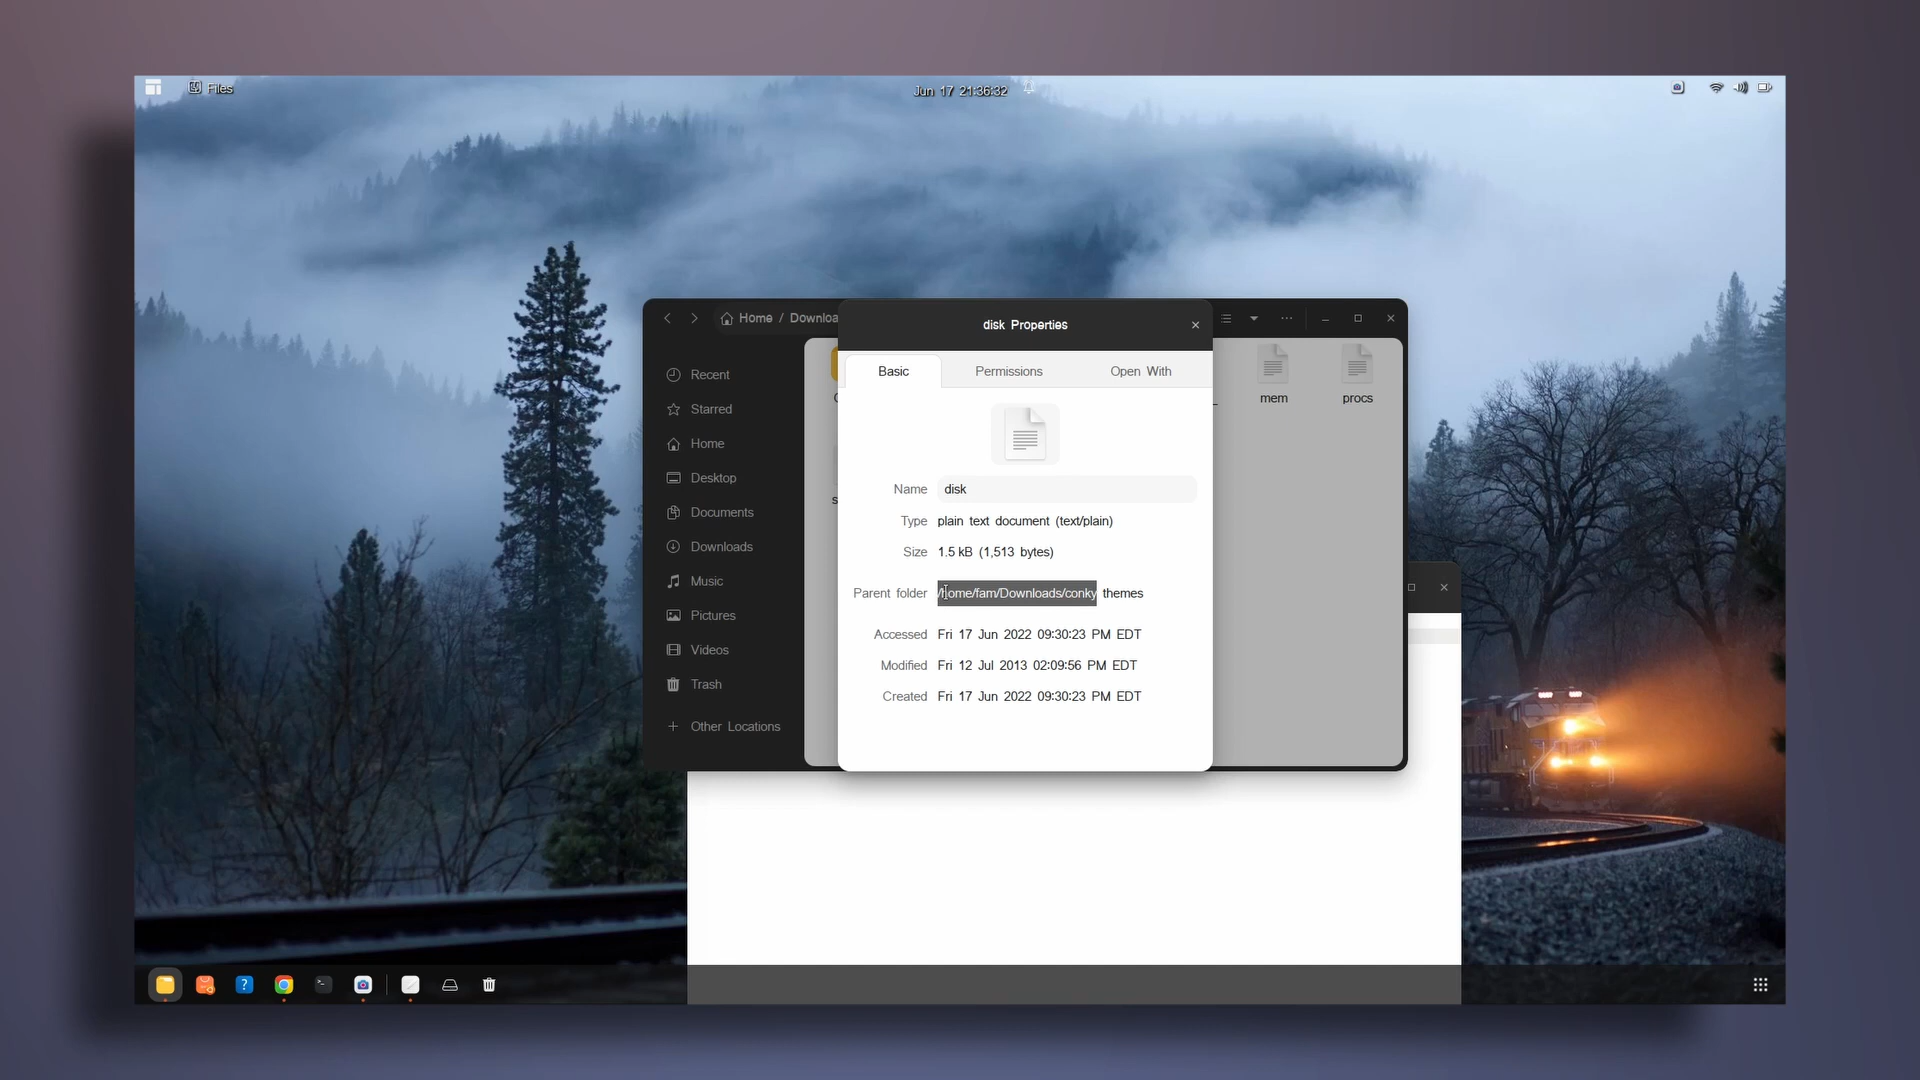 Files
Jun 17 21:36:32
Home / Downloa
disk Properties
Basic
Permissions
Open With
Recent
Starred
Home
Desktop
Documents
Downloads
Music
Pictures
Videos
Trash
Other Locations
mem
procs
Name disk
Type plain text document (text/plain)
Size 1.5 kB (1,513 bytes)
Parent folder /home/fam/Downloads/conky themes
Accessed Fri 17 Jun 2022 09:30:23 PM EDT
Modified Fri 12 Jul 2013 02:09:56 PM EDT
Created Fri 17 Jun 2022 09:30:23 PM EDT